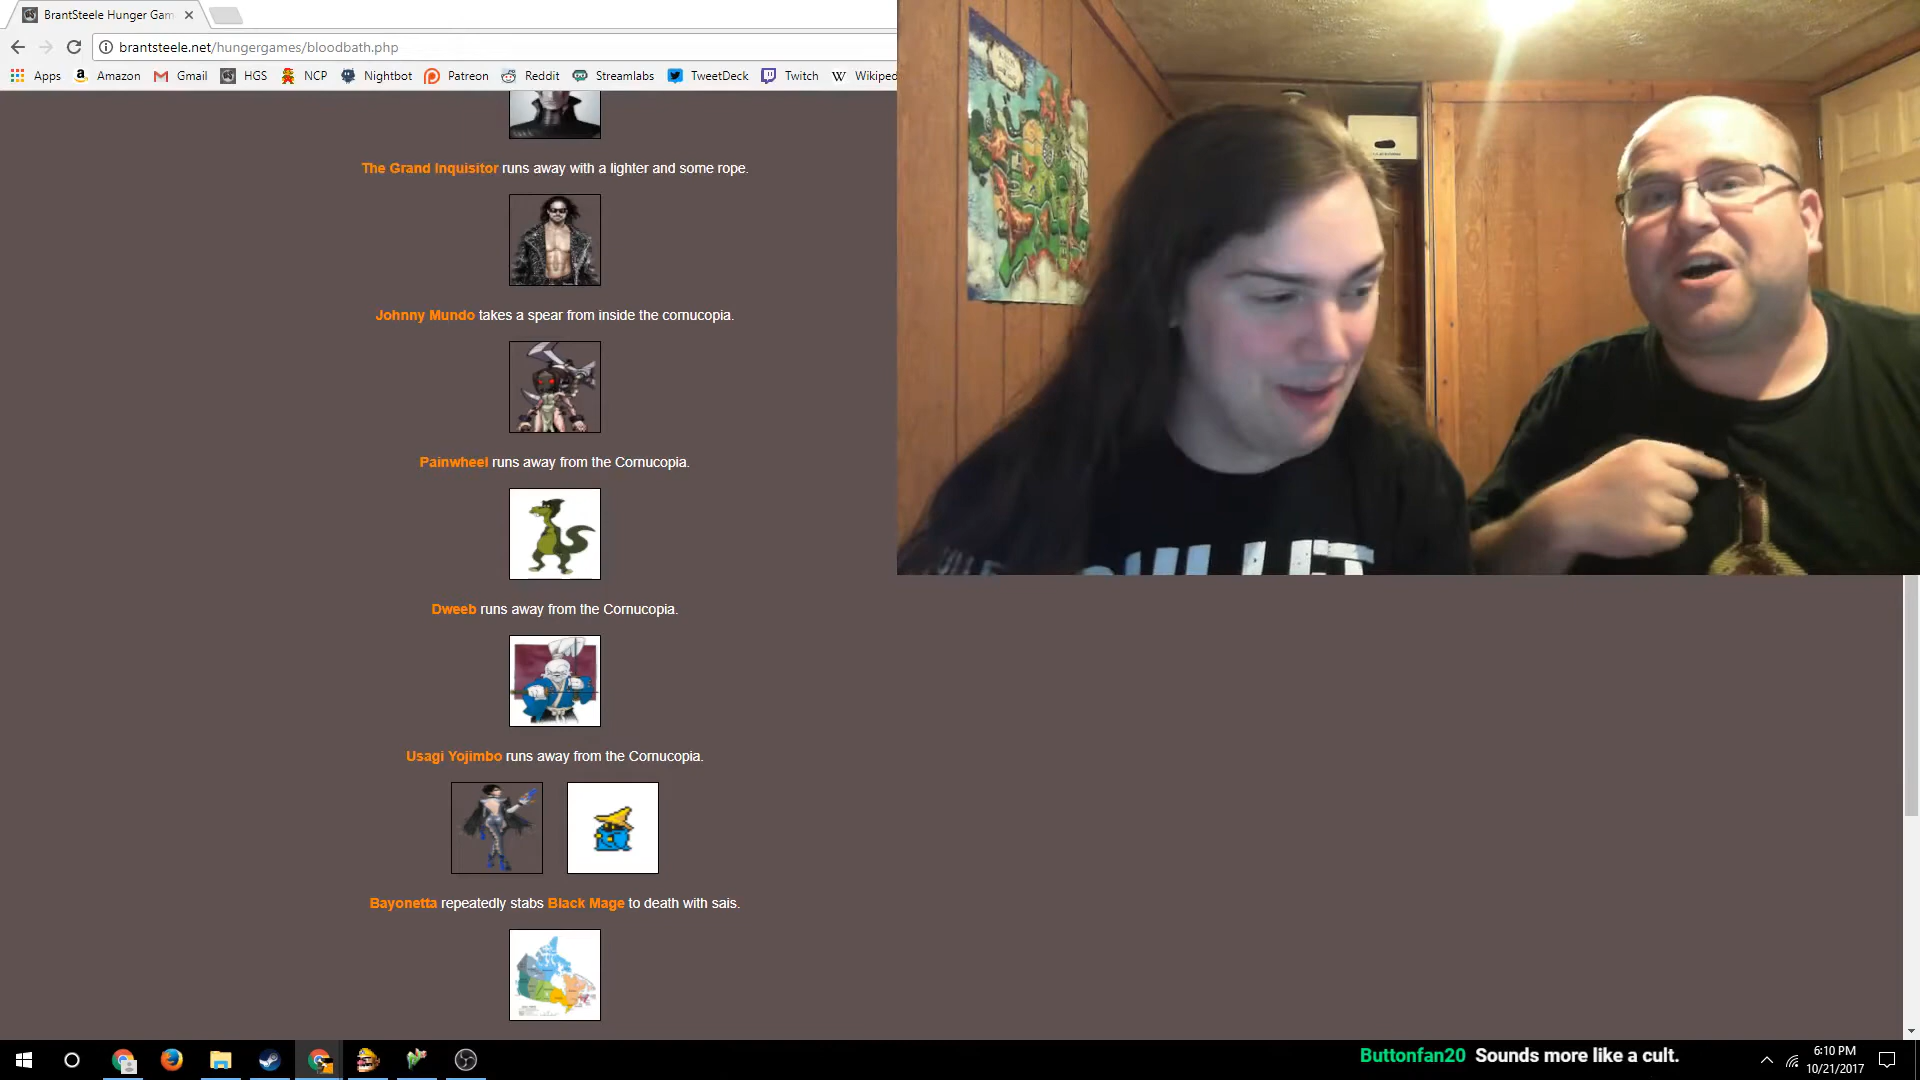 BrantSteele Hunger Gam
brantsteele.net/hungergames/bloodbath.php
Apps Amazon Gmail HGS NCP Nightbot Patreon Reddit Streamlabs TweetDeck Twitch Wikiped
The Grand Inquisitor runs away with a lighter and some rope.
Johnny Mundo takes a spear from inside the cornucopia.
Painwheel runs away from the Cornucopia.
Dweeb runs away from the Cornucopia.
Usagi Yojimbo runs away from the Cornucopia.
Bayonetta repeatedly stabs Black Mage to death with sais.
Buttonfan20 Sounds more like a cult.
6:10 PM
10/21/2017